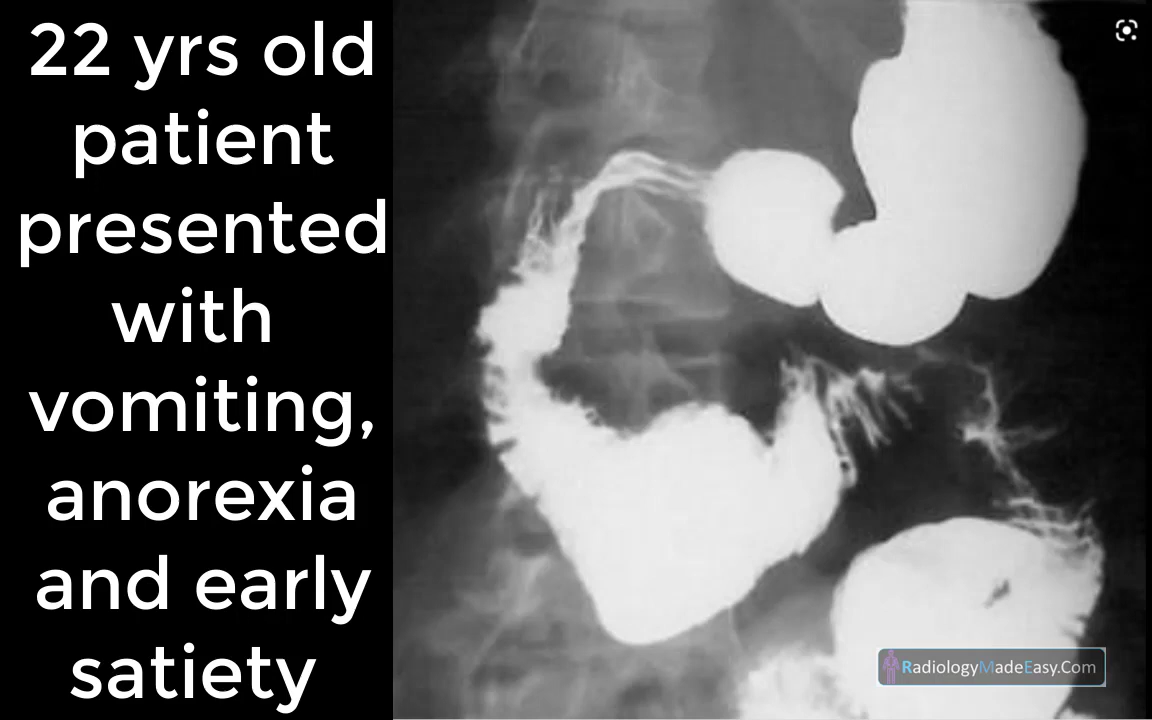 22 yrs old
patient
presented
with
vomiting,
anorexia
and early
satiety
RadiologyMadeEasy.Com